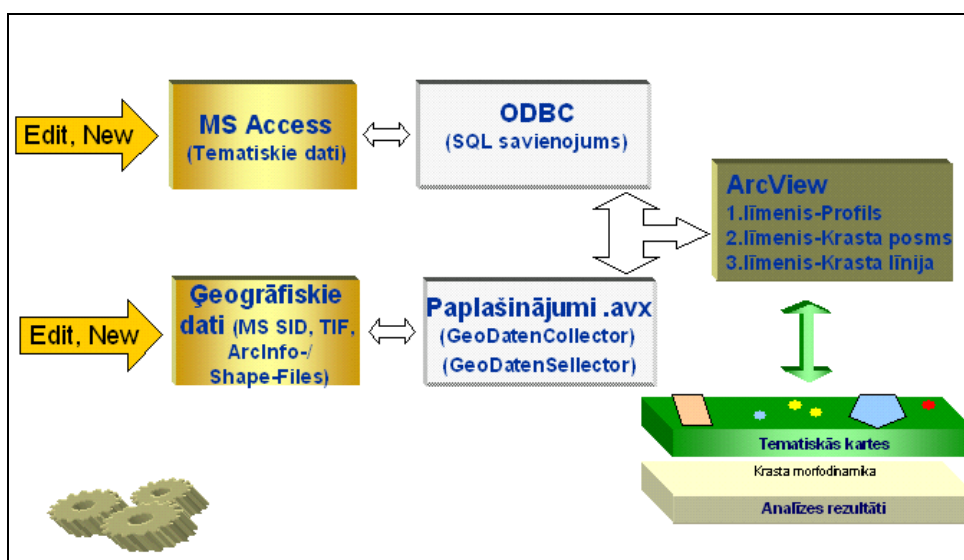 Edit, New
MS Access
(Tematiskie dati)
ODBC
(SQL savienojums)
ArcView
1.līmenis-Profils
2.līmenis-Krasta posms
3.līmenis-Krasta līnija
Edit, New
Ģeogrāfiskie
dati (MS SID, TIF,
ArcInfo-/
Shape-Files)
Paplašinājumi .avx
(GeoDatenCollector)
(GeoDatenSellector)
Tematiskās kartes
Krasta morfodinamika
Analīzes rezultāti